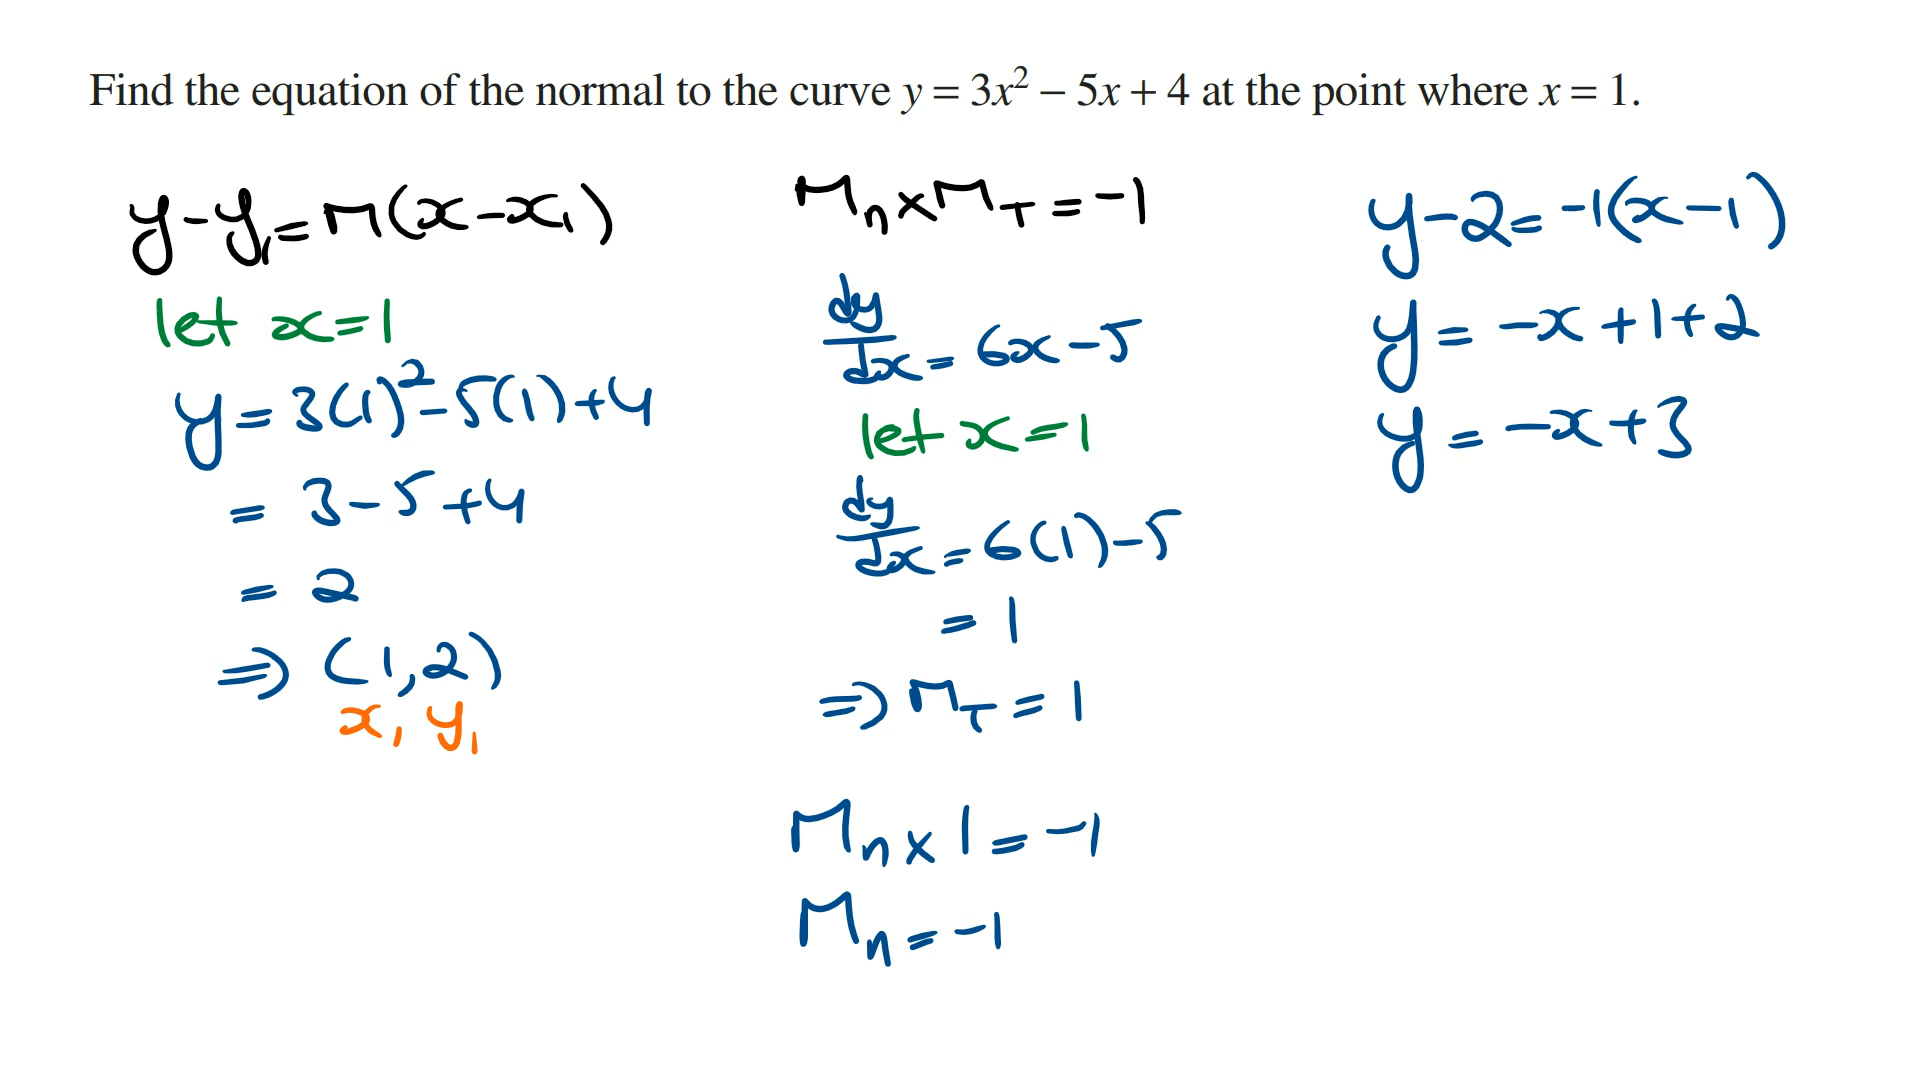 Find the equation of the normal to the curve y = 3x² − 5x + 4 at the point where x = 1.
y-y₁=M(x-x₁)
let x=1
y=3(1)²-5(1)+4
= 3-5+4
= 2
⇒ (1,2)
x₁ y₁
Mₙ×M_T=-1
dy/dx = 6x-5
let x=1
dy/dx = 6(1)-5
= 1
⇒ M_T = 1
Mₙ×1=-1
Mₙ=-1
y-2=-1(x-1)
y=-x+1+2
y=-x+3